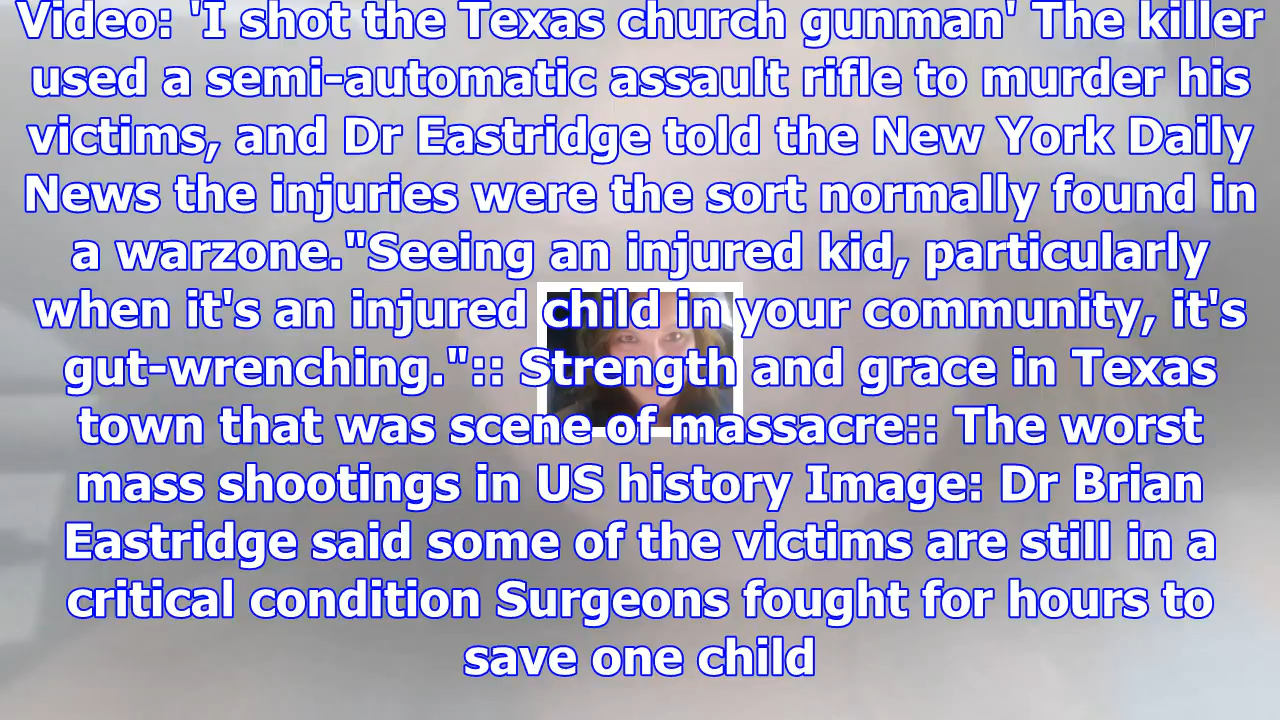 Video: 'I shot the Texas church gunman' The killer
used a semi-automatic assault rifle to murder his
victims, and Dr Eastridge told the New York Daily
News the injuries were the sort normally found in
a warzone."Seeing an injured kid, particularly
when it's an injured child in your community, it's
gut-wrenching.":: Strength and grace in Texas
town that was scene of massacre:: The worst
mass shootings in US history Image: Dr Brian
Eastridge said some of the victims are still in a
critical condition Surgeons fought for hours to
save one child